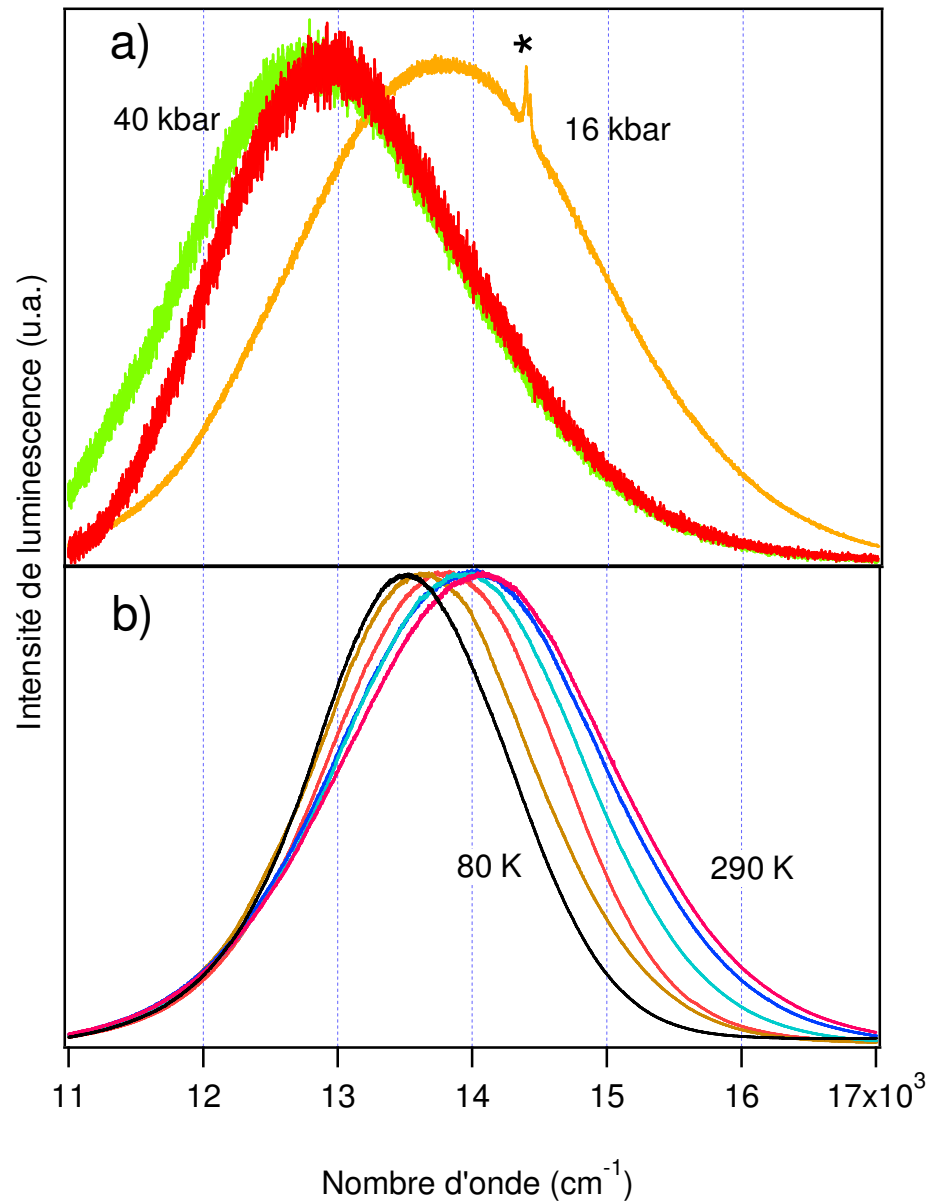 a)
*
40 kbar
16 kbar
b)
80 K
290 K
Intensité de luminescence (u.a.)
11 12 13 14 15 16 17x10³
Nombre d'onde (cm⁻¹)